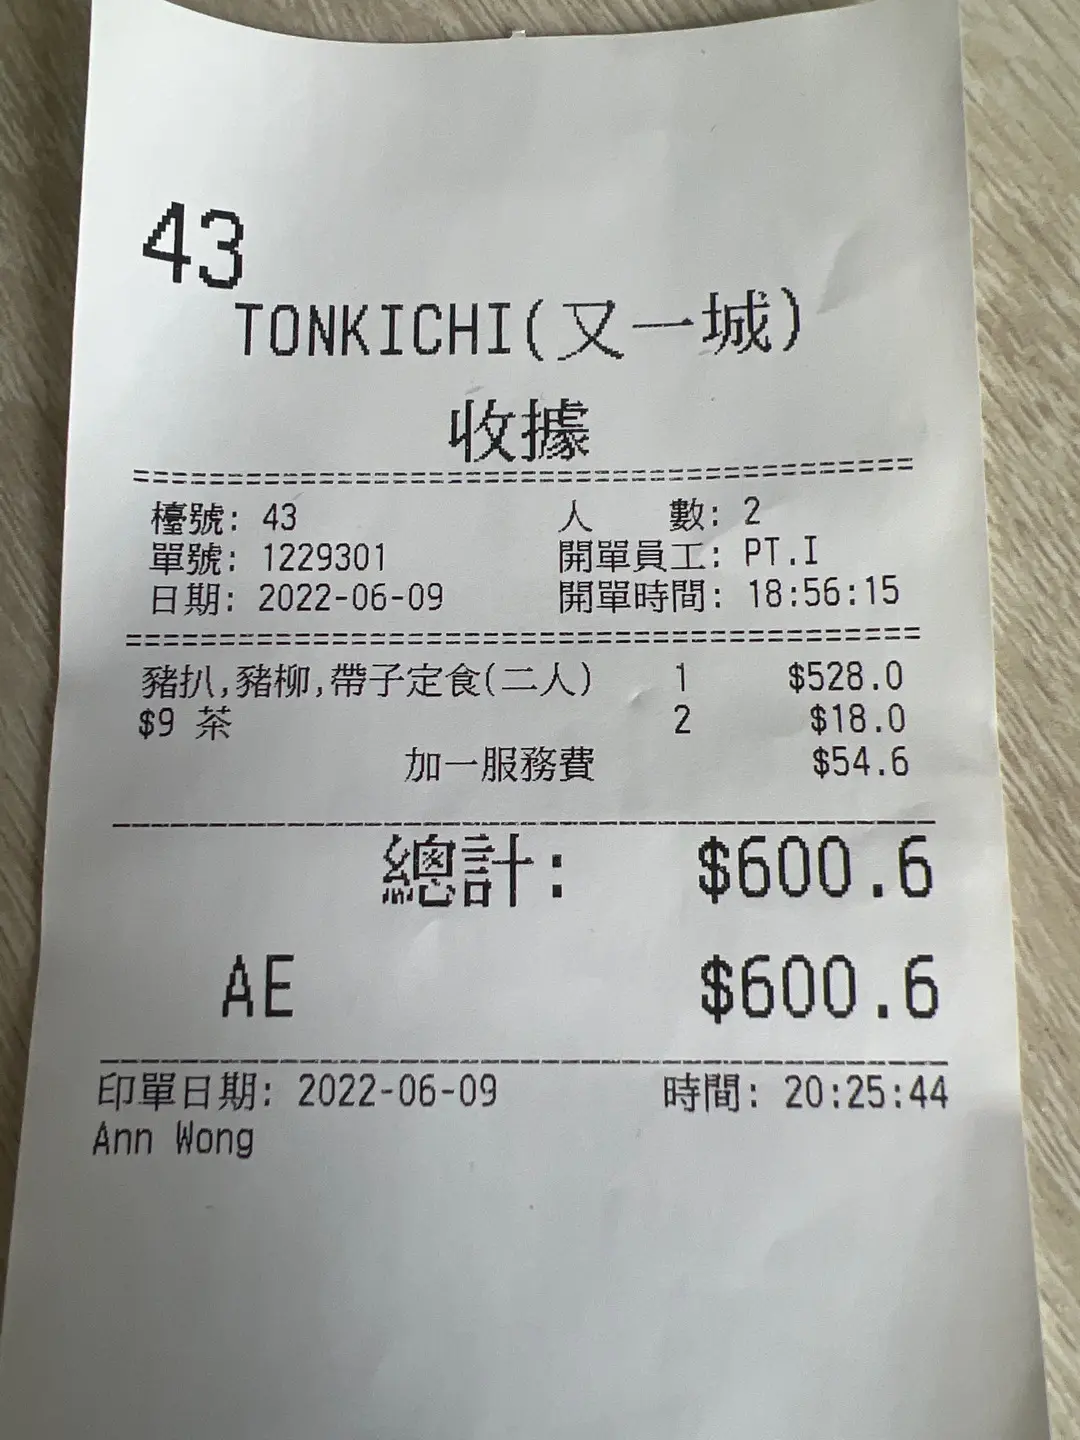 43
TONKICHI(又一城)
收據
檯號: 43 人 數: 2
單號: 1229301 開單員工: PT.I
日期: 2022-06-09 開單時間: 18:56:15
豬扒,豬柳,帶子定食(二人) 1 $528.0
$9 茶 2 $18.0
加一服務費 $54.6
總計: $600.6
AE $600.6
印單日期: 2022-06-09 時間: 20:25:44
Ann Wong